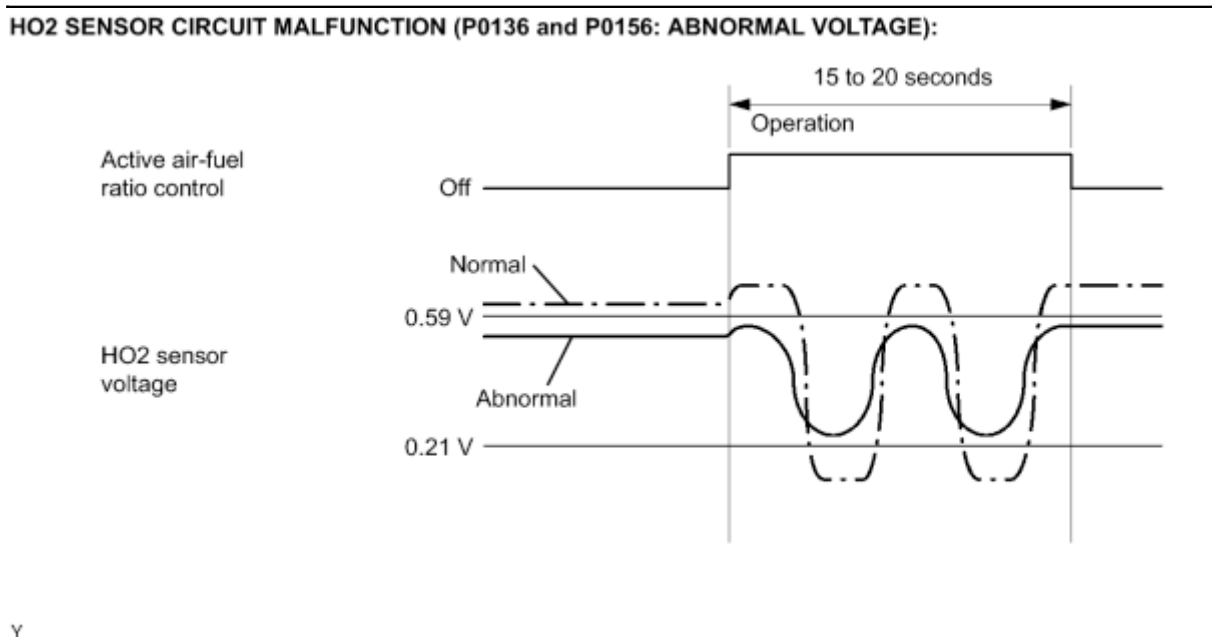 HO2 SENSOR CIRCUIT MALFUNCTION (P0136 and P0156: ABNORMAL VOLTAGE):
15 to 20 seconds
Operation
Active air-fuel
ratio control
Off
Normal
0.59 V
HO2 sensor
voltage
Abnormal
0.21 V
Y